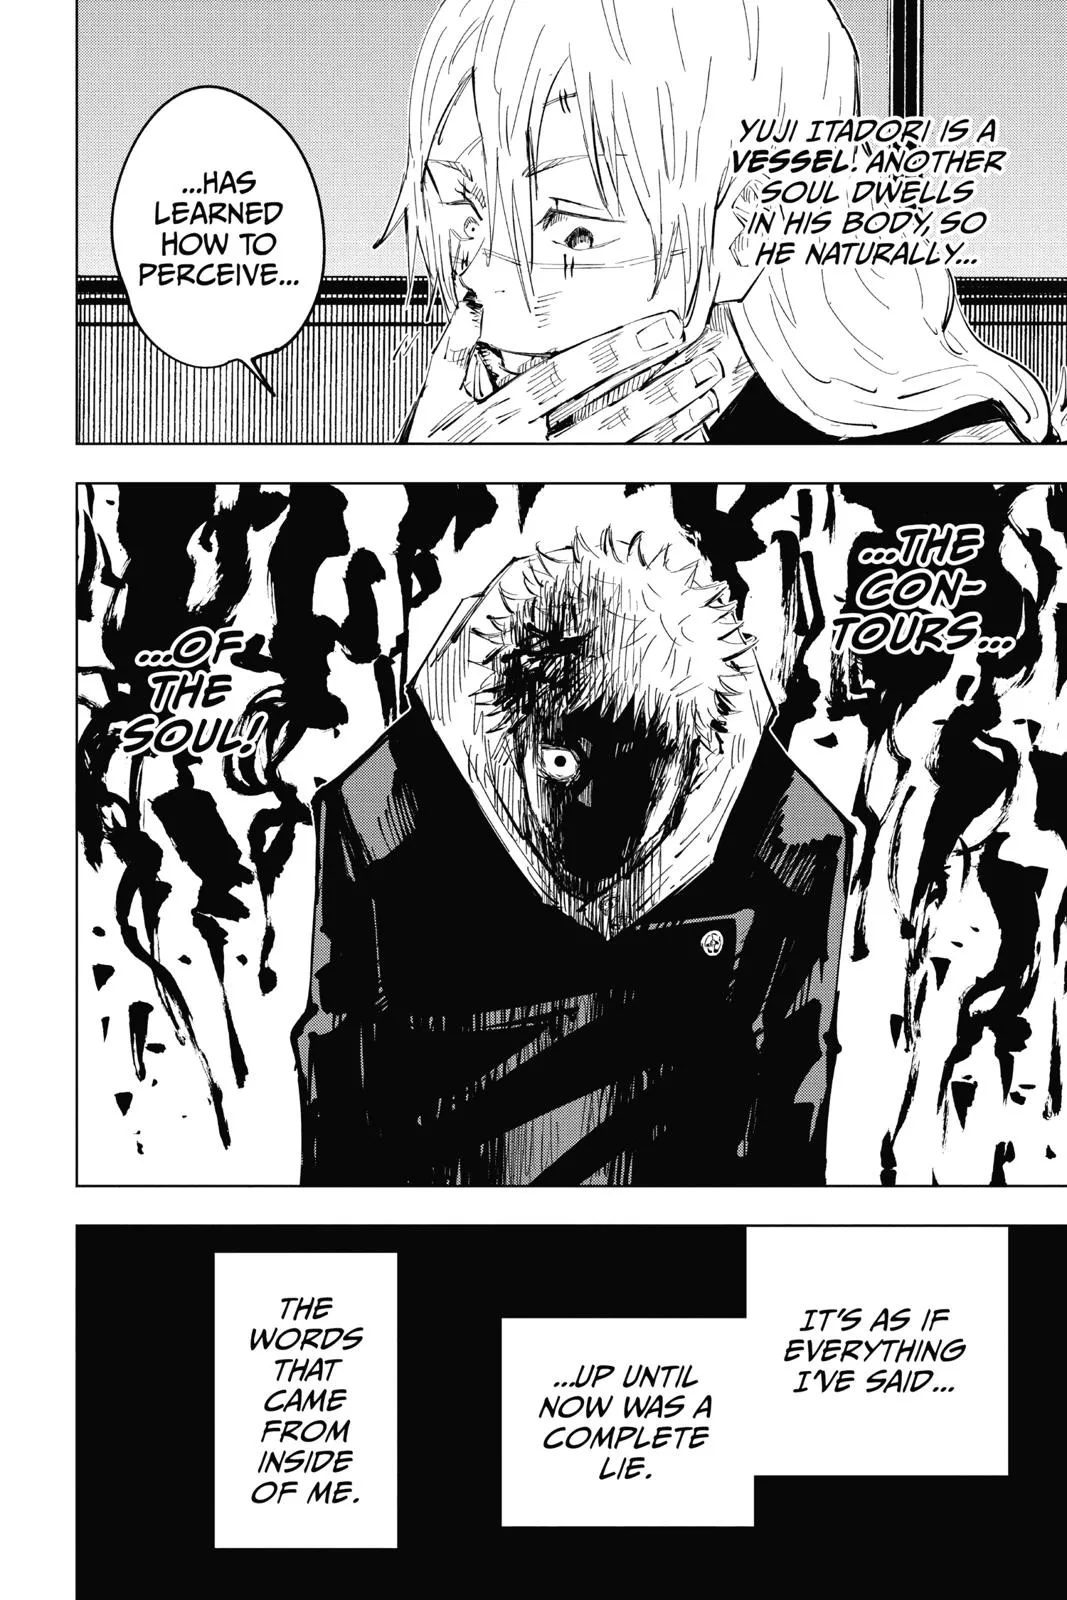 YUJI ITADORI IS A
VESSEL! ANOTHER
SOUL DWELLS
IN HIS BODY, SO
HE NATURALLY...
...HAS
LEARNED
HOW TO
PERCEIVE...
...THE
CON-
TOURS...
...OF
THE
SOUL!
IT'S AS IF
EVERYTHING
I'VE SAID...
...UP UNTIL
NOW WAS A
COMPLETE
LIE.
THE
WORDS
THAT
CAME
FROM
INSIDE
OF ME.